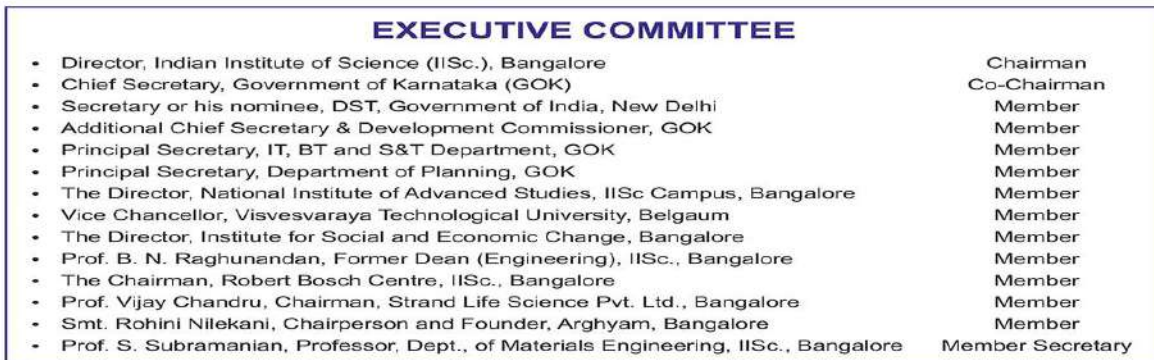 EXECUTIVE COMMITTEE
• Director, Indian Institute of Science (IISc.), Bangalore Chairman
• Chief Secretary, Government of Karnataka (GOK) Co-Chairman
• Secretary or his nominee, DST, Government of India, New Delhi Member
• Additional Chief Secretary & Development Commissioner, GOK Member
• Principal Secretary, IT, BT and S&T Department, GOK Member
• Principal Secretary, Department of Planning, GOK Member
• The Director, National Institute of Advanced Studies, IISc Campus, Bangalore Member
• Vice Chancellor, Visvesvaraya Technological University, Belgaum Member
• The Director, Institute for Social and Economic Change, Bangalore Member
• Prof. B. N. Raghunandan, Former Dean (Engineering), IISc., Bangalore Member
• The Chairman, Robert Bosch Centre, IISc., Bangalore Member
• Prof. Vijay Chandru, Chairman, Strand Life Science Pvt. Ltd., Bangalore Member
• Smt. Rohini Nilekani, Chairperson and Founder, Arghyam, Bangalore Member
• Prof. S. Subramanian, Professor, Dept., of Materials Engineering, IISc., Bangalore Member Secretary